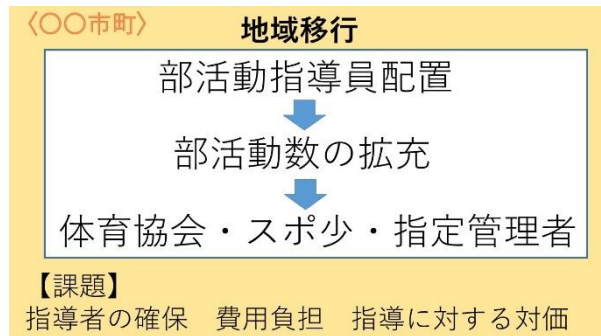 〈〇〇市町〉
地域移行
部活動指導員配置
部活動数の拡充
体育協会・スポ少・指定管理者
【課題】
指導者の確保　費用負担　指導に対する対価